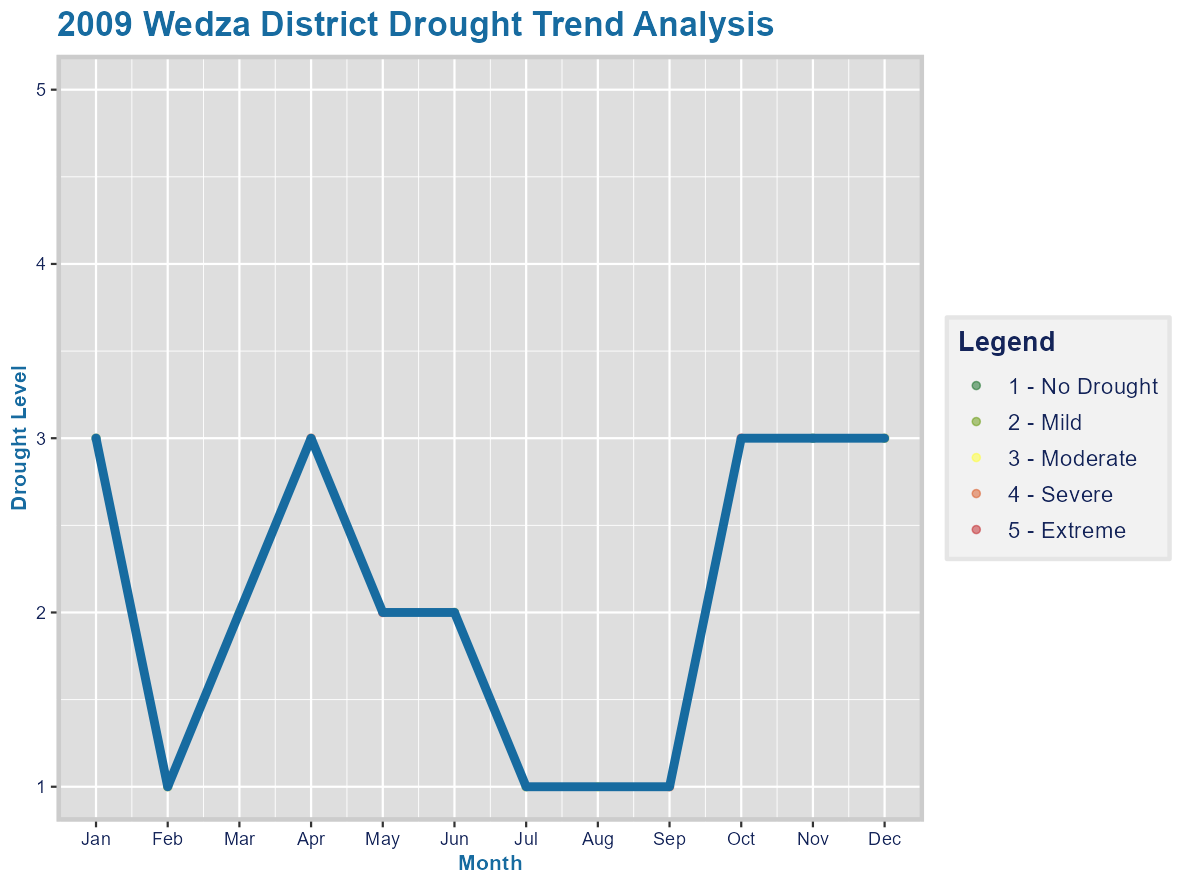 2009 Wedza District Drought Trend Analysis
Drought Level
5
4
3
2
1
Jan Feb Mar Apr May Jun Jul Aug Sep Oct Nov Dec
Month
Legend
1 - No Drought
2 - Mild
3 - Moderate
4 - Severe
5 - Extreme